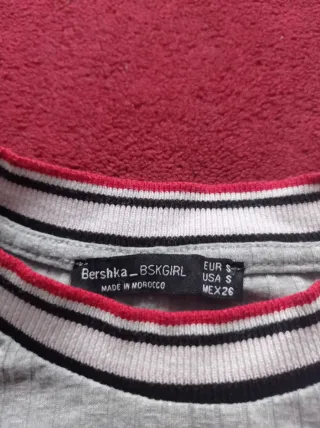 Bershka_BSKGIRL
MADE IN MOROCCO
EUR S
USA S
MEX 26